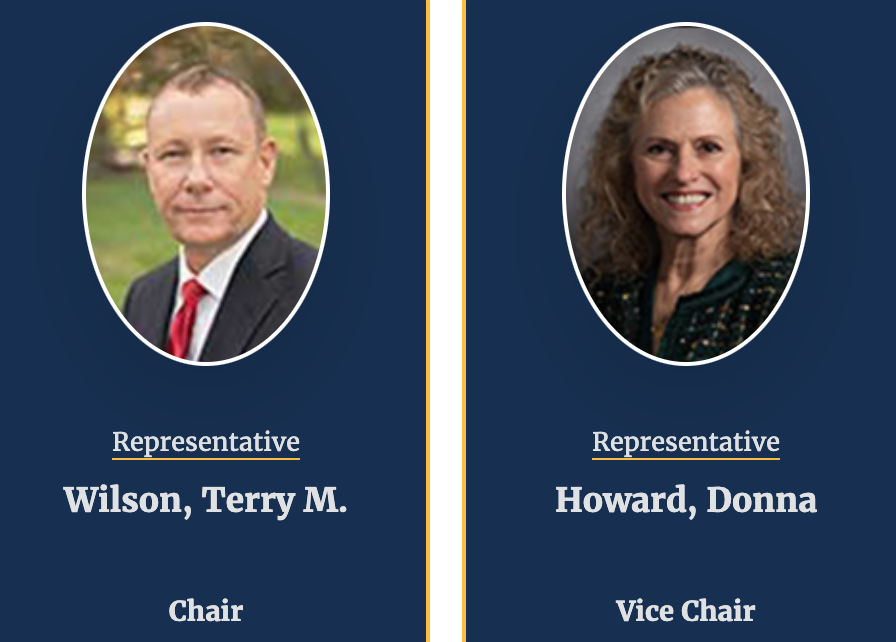 Representative
Wilson, Terry M.
Chair
Representative
Howard, Donna
Vice Chair